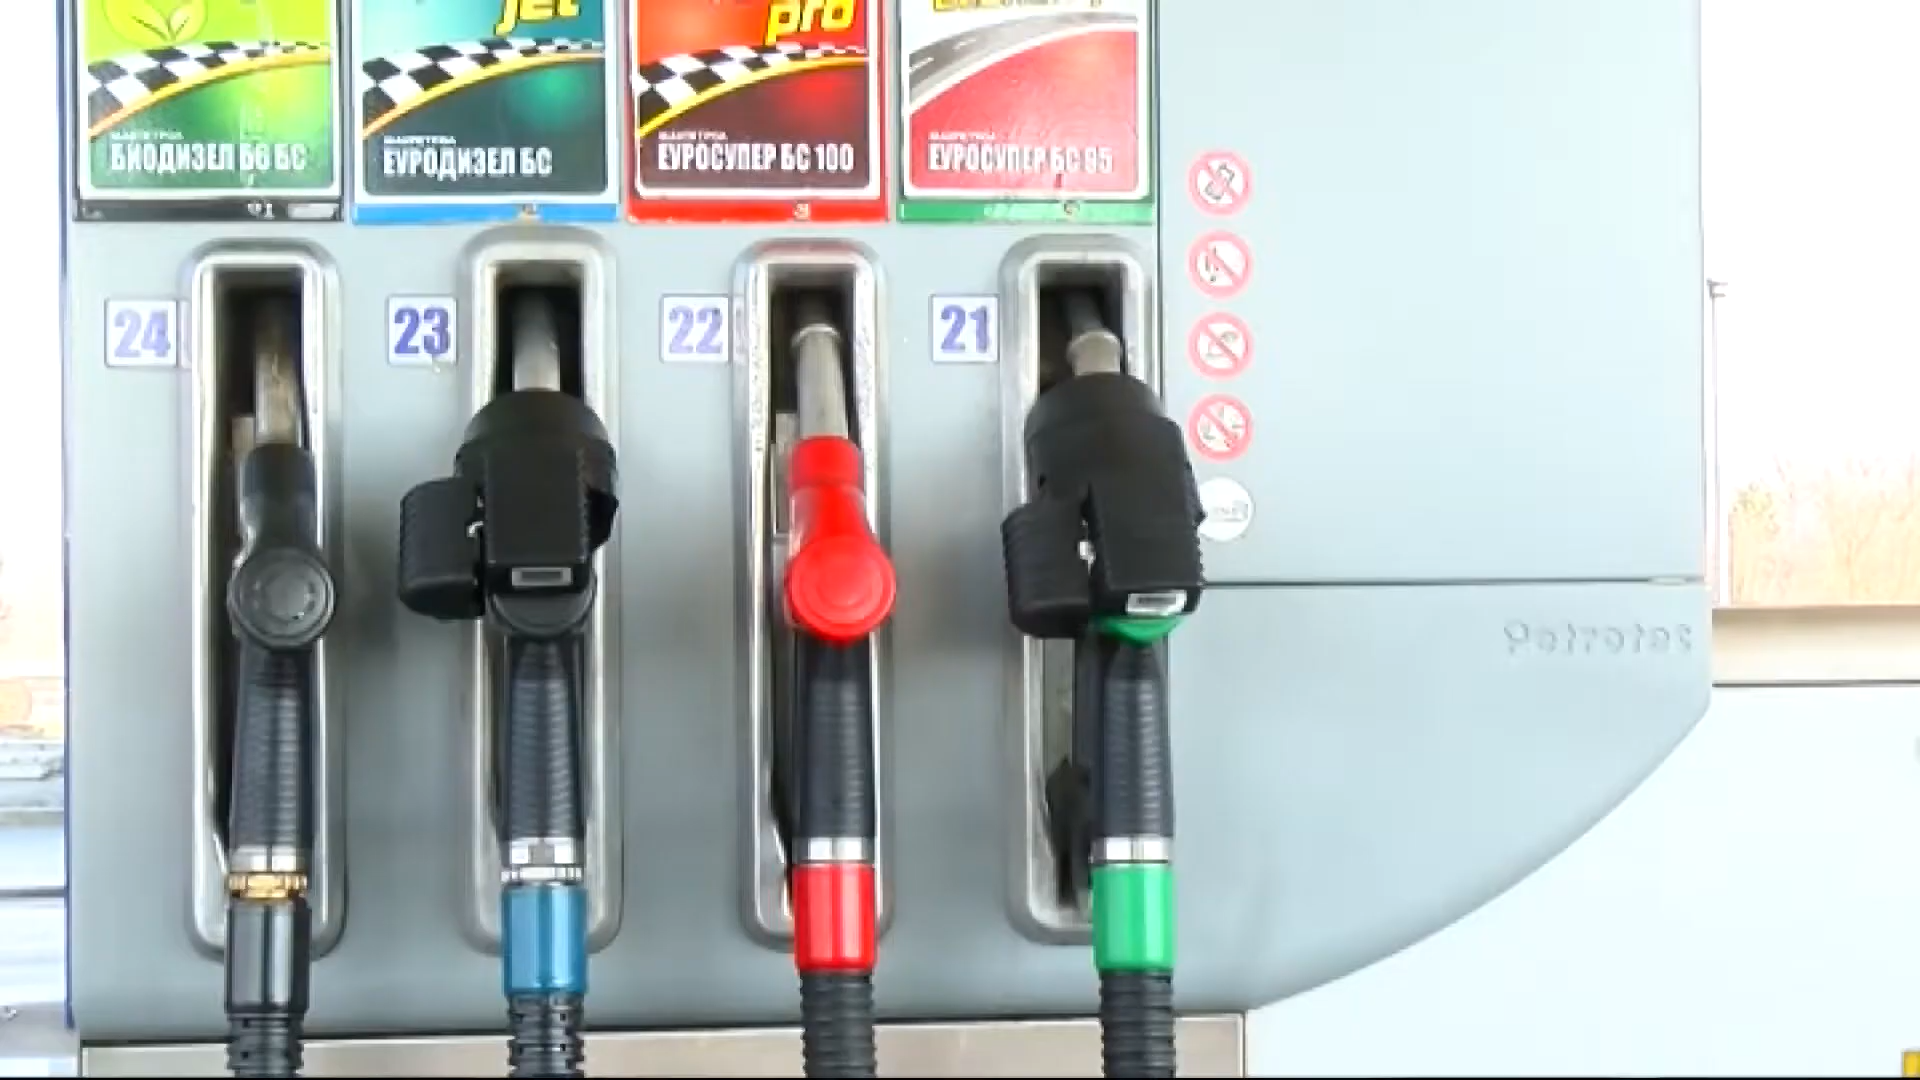 jet
pro
БИОДИЗЕЛ Б6 БС
ЕУРОДИЗЕЛ БС
ЕУРОСУПЕР БС 100
ЕУРОСУПЕР БС 95
24
23
22
21
Petrotec